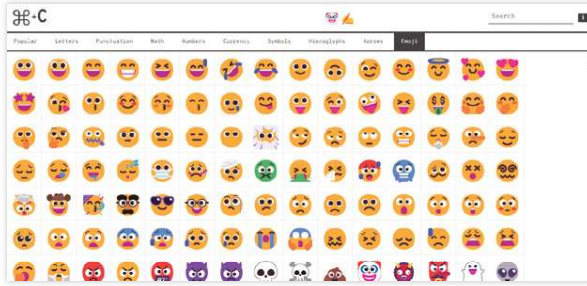 ⌘+C
Search
Popular Letters Punctuation Math Numbers Currency Symbols Hieroglyphs Arrows Emoji